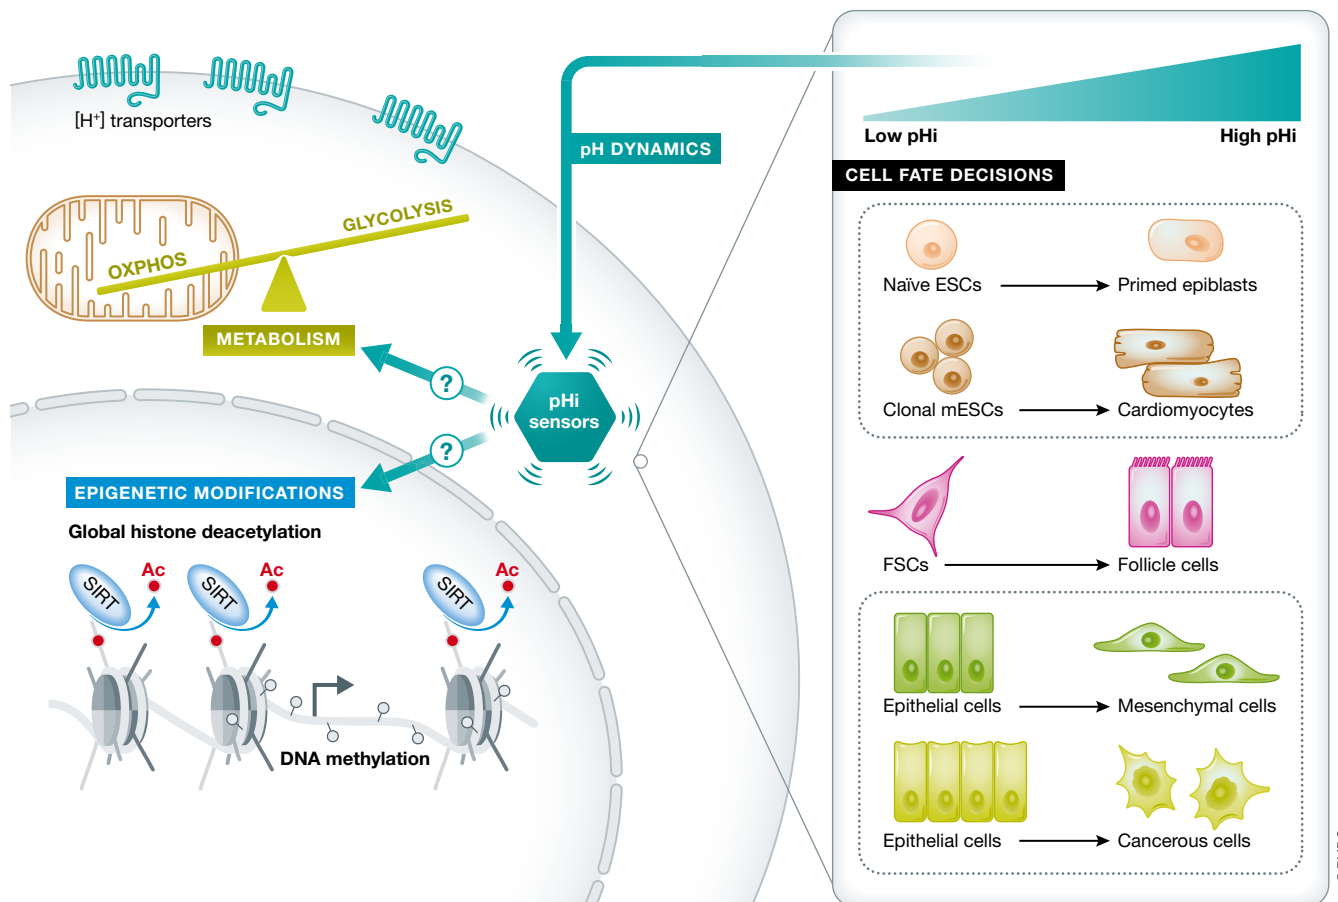 [H⁺] transporters
pH DYNAMICS
GLYCOLYSIS
OXPHOS
METABOLISM
?
pHi
sensors
?
EPIGENETIC MODIFICATIONS
Global histone deacetylation
SIRT
Ac
SIRT
Ac
SIRT
Ac
DNA methylation
Low pHi
High pHi
CELL FATE DECISIONS
Naïve ESCs
Primed epiblasts
Clonal mESCs
Cardiomyocytes
FSCs
Follicle cells
Epithelial cells
Mesenchymal cells
Epithelial cells
Cancerous cells